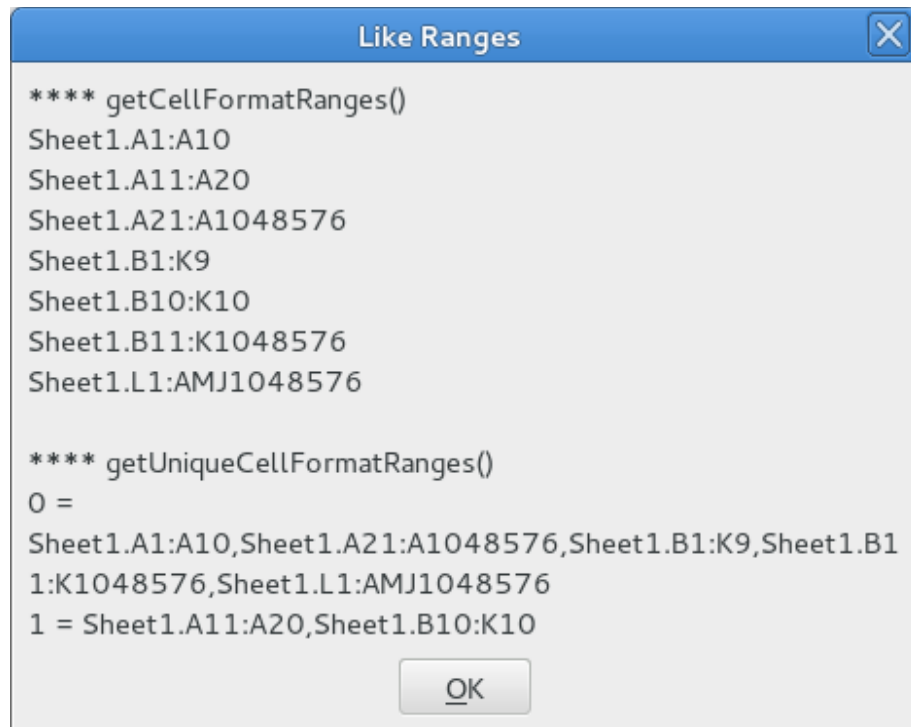 Like Ranges
**** getCellFormatRanges()
Sheet1.A1:A10
Sheet1.A11:A20
Sheet1.A21:A1048576
Sheet1.B1:K9
Sheet1.B10:K10
Sheet1.B11:K1048576
Sheet1.L1:AMJ1048576
**** getUniqueCellFormatRanges()
0 =
Sheet1.A1:A10,Sheet1.A21:A1048576,Sheet1.B1:K9,Sheet1.B1
1:K1048576,Sheet1.L1:AMJ1048576
1 = Sheet1.A11:A20,Sheet1.B10:K10
OK